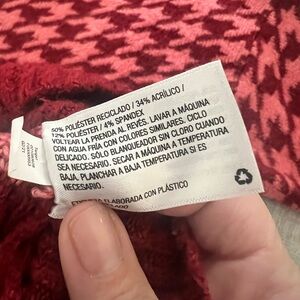 50% POLIÉSTER RECICLADO / 34% ACRÍLICO /
12% POLIÉSTER / 4% SPANDEX
VOLTEAR LA PRENDA AL REVÉS. LAVAR A MÁQUINA
CON AGUA FRÍA CON COLORES SIMILARES. CICLO
DELICADO. SÓLO BLANQUEADOR SIN CLORO CUANDO
SEA NECESARIO. SECAR A MÁQUINA A TEMPERATURA
BAJA. PLANCHAR A BAJA TEMPERATURA SI ES
NECESARIO.
ELABORADA CON PLÁSTICO